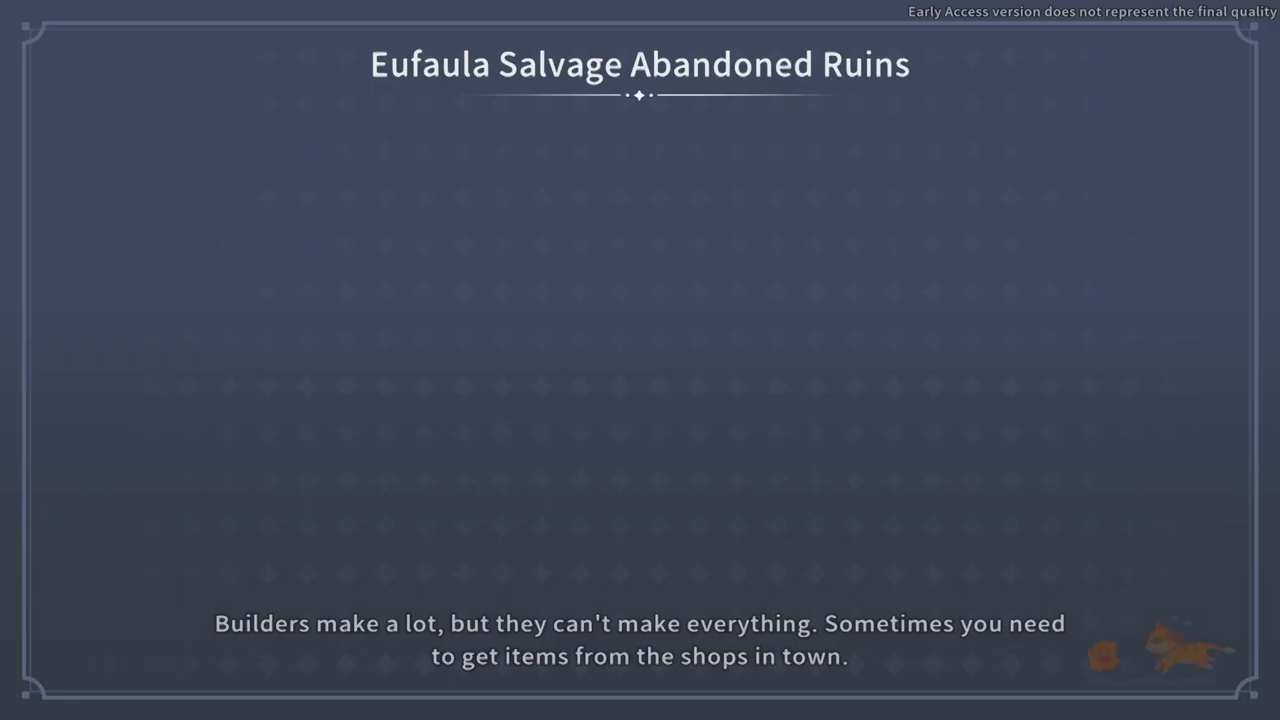 Early Access version does not represent the final quality
Eufaula Salvage Abandoned Ruins
Builders make a lot, but they can't make everything. Sometimes you need
to get items from the shops in town.